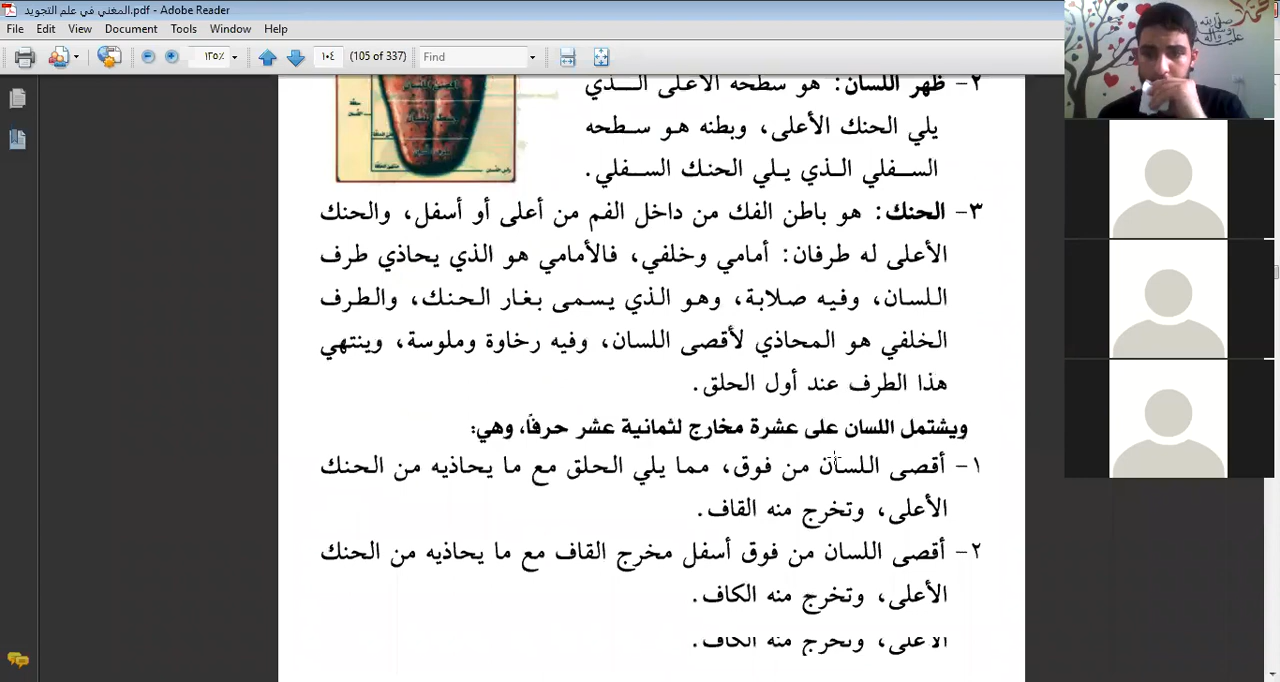 المغني في علم التجويد.pdf - Adobe Reader
File Edit View Document Tools Window Help
١٠٤ (105 of 337) ١٣٥٪ Find
٢- ظهر اللسان: هو سطحه الأعلى الـذي
يلي الحنك الأعلى، وبطنه هو سطحه
السفلي الذي يلي الحنك السفلي.
٣- الحنك: هو باطن الفك من داخل الفم من أعلى أو أسفل، والحنك
الأعلى له طرفان: أمامي وخلفي، فالأمامي هو الذي يحاذي طرف
اللسان، وفيه صلابة، وهو الذي يسمى بغار الحنك، والطرف
الخلفي هو المحاذي لأقصى اللسان، وفيه رخاوة وملوسة، وينتهي
هذا الطرف عند أول الحلق.
ويشتمل اللسان على عشرة مخارج لثمانية عشر حرفاً، وهي:
١- أقصى اللسان من فوق، مما يلي الحلق مع ما يحاذيه من الحنك
الأعلى، وتخرج منه القاف.
٢- أقصى اللسان من فوق أسفل مخرج القاف مع ما يحاذيه من الحنك
الأعلى، وتخرج منه الكاف.
الأعلى، وتخرج منه الكاف.